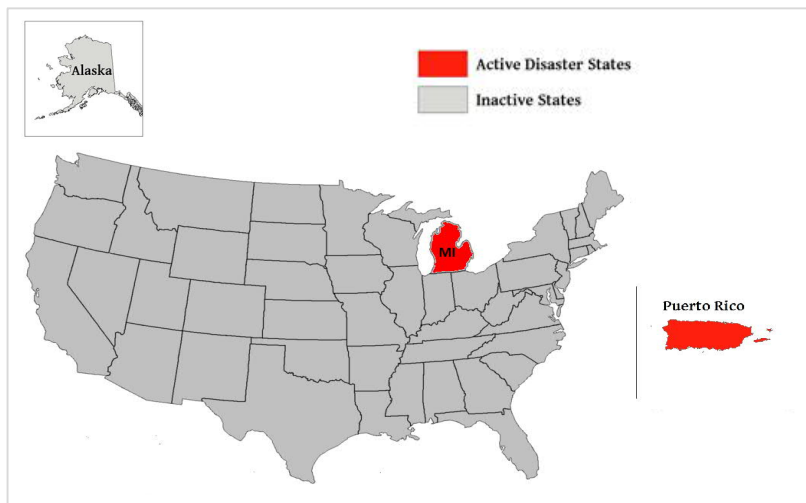 Alaska
Active Disaster States
Inactive States
MI
Puerto Rico